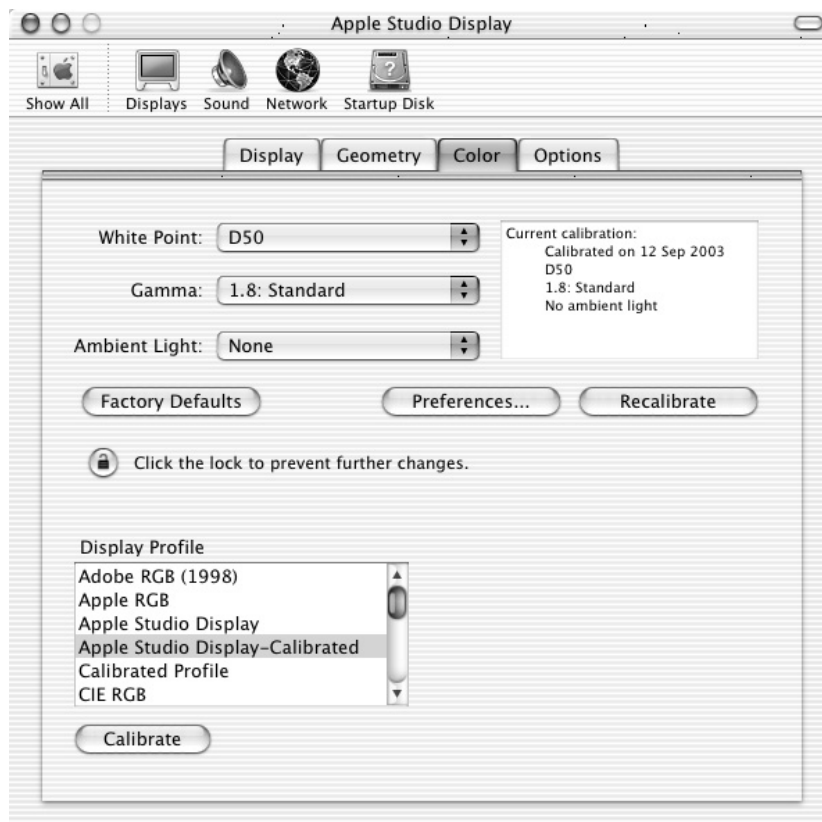 Apple Studio Display
Show All Displays Sound Network Startup Disk
Display Geometry Color Options
White Point: D50
Gamma: 1.8: Standard
Ambient Light: None
Current calibration:
Calibrated on 12 Sep 2003
D50
1.8: Standard
No ambient light
Factory Defaults Preferences... Recalibrate
Click the lock to prevent further changes.
Display Profile
Adobe RGB (1998)
Apple RGB
Apple Studio Display
Apple Studio Display-Calibrated
Calibrated Profile
CIE RGB
Calibrate